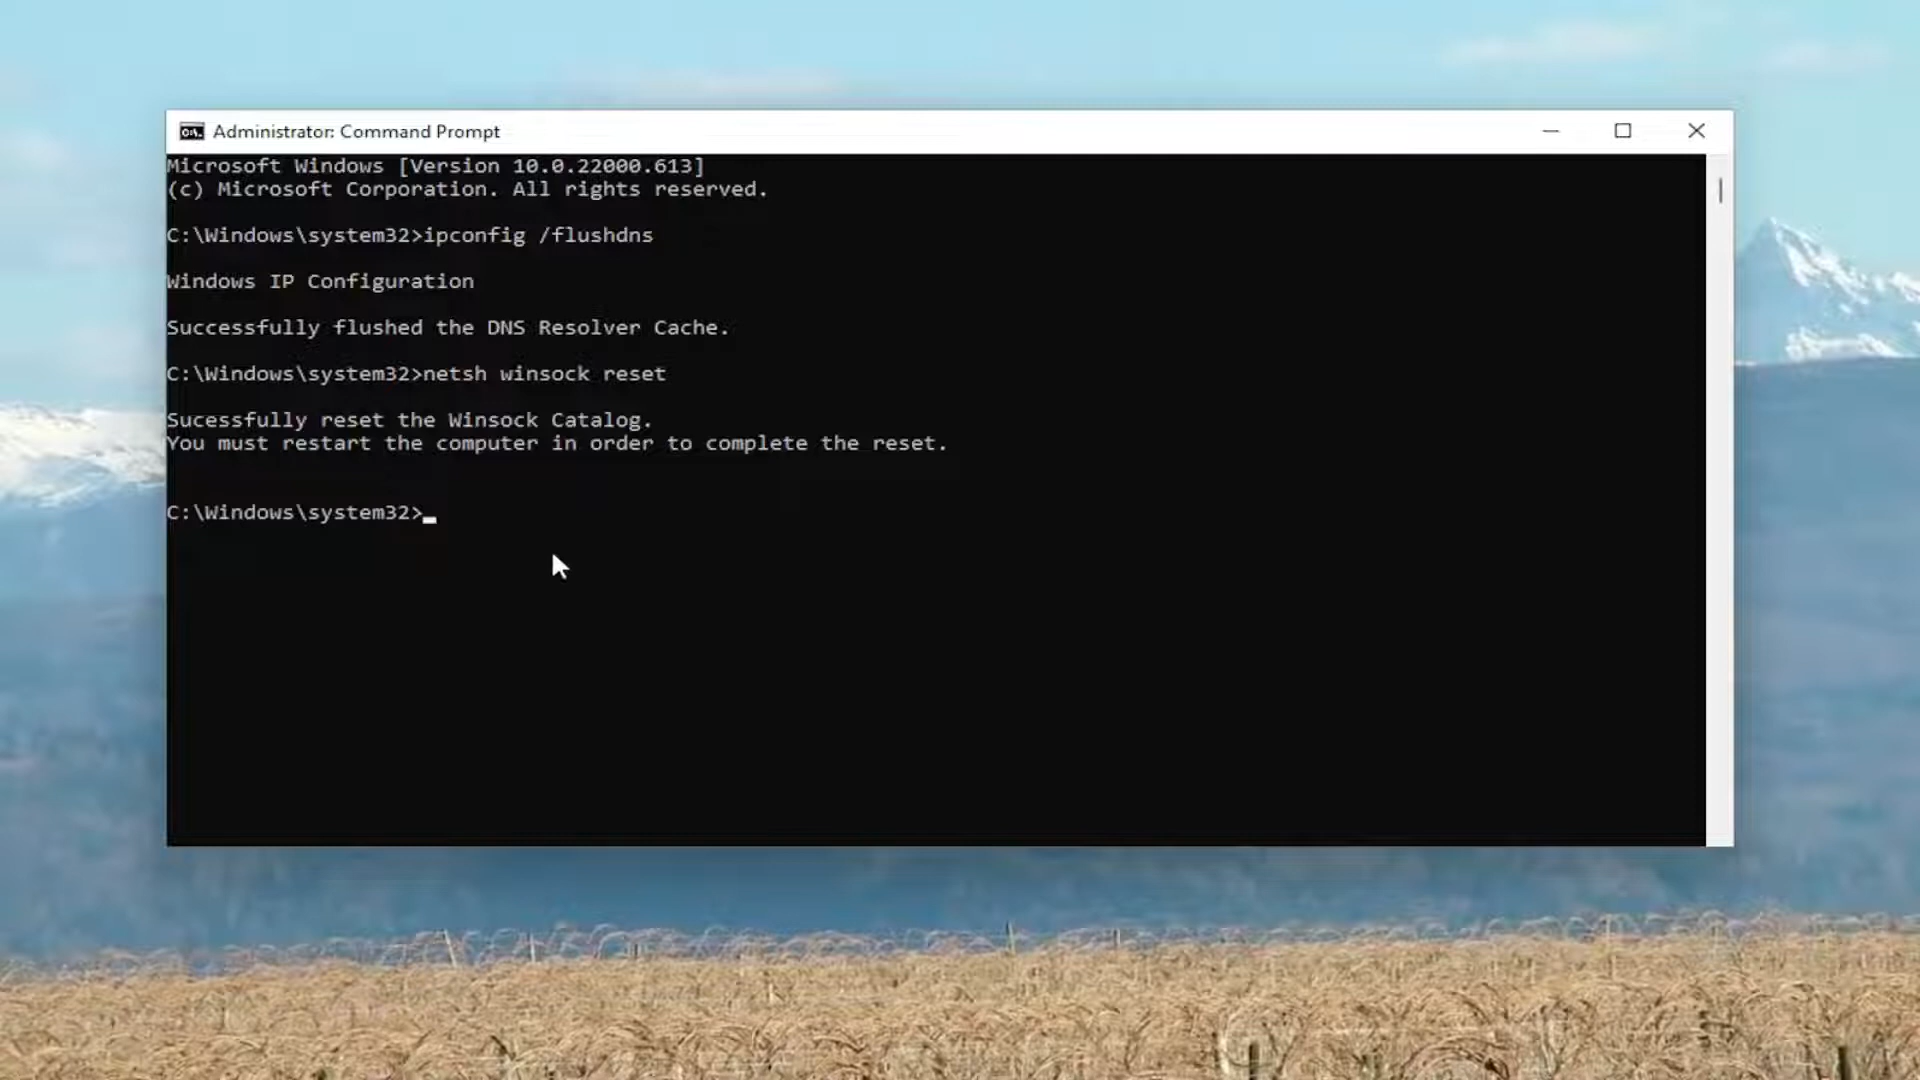 Administrator: Command Prompt
Microsoft Windows [Version 10.0.22000.613]
(c) Microsoft Corporation. All rights reserved.
C:\Windows\system32>ipconfig /flushdns
Windows IP Configuration
Successfully flushed the DNS Resolver Cache.
C:\Windows\system32>netsh winsock reset
Sucessfully reset the Winsock Catalog.
You must restart the computer in order to complete the reset.
C:\Windows\system32>